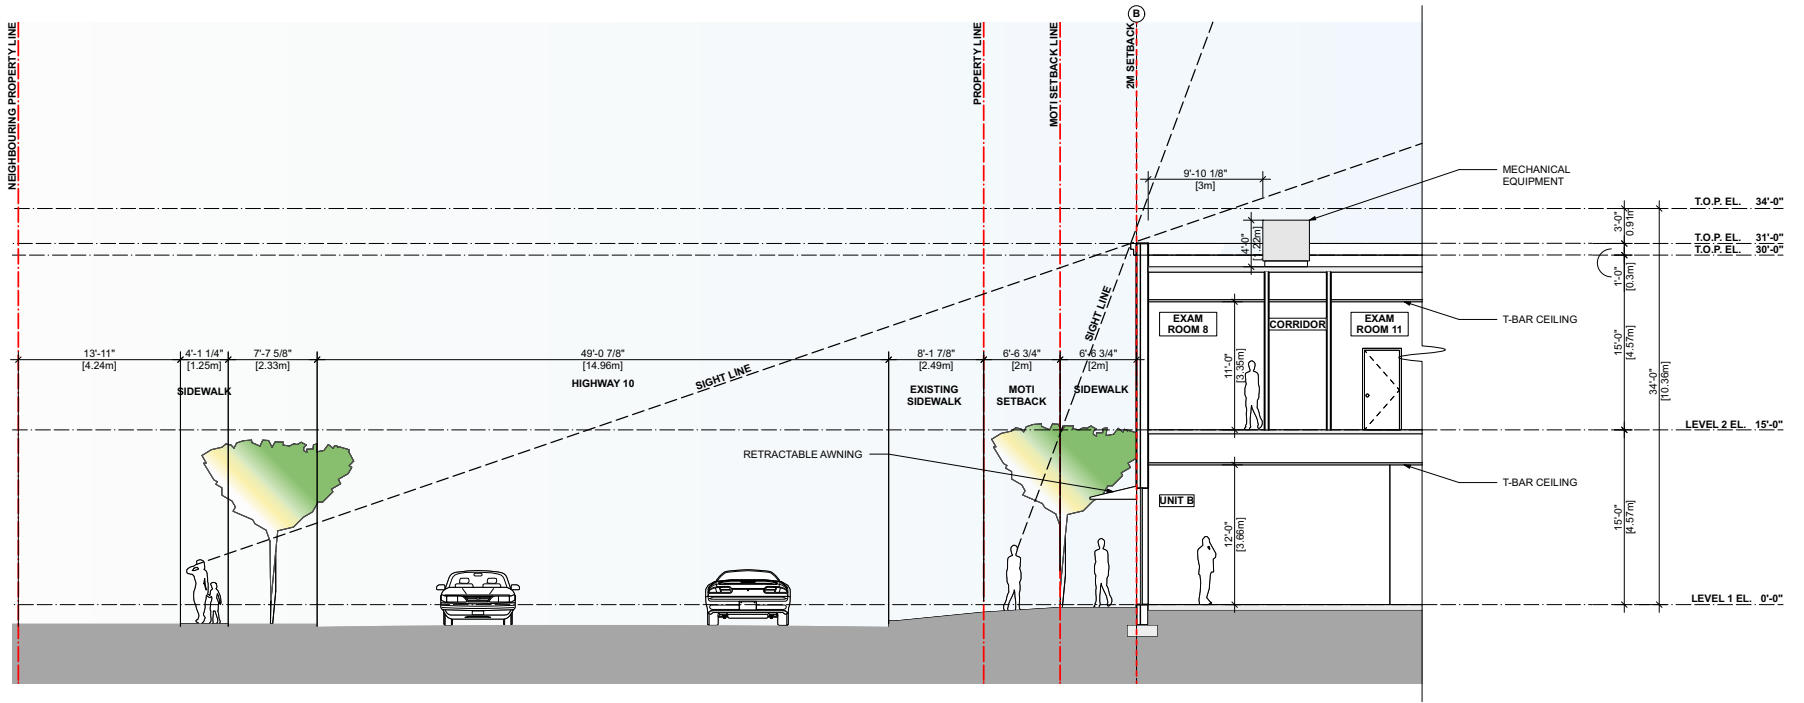 B
NEIGHBOURING PROPERTY LINE
PROPERTY LINE
MOTI SETBACK LINE
2M SETBACK
9'-10 1/8"
[3m]
MECHANICAL
EQUIPMENT
T.O.P. EL. 34'-0"
3'-0"
0.91m
T.O.P. EL. 31'-0"
T.O.P. EL. 30'-0"
4'-0"
[1.22m]
1'-0"
[0.3m]
SIGHT LINE
EXAM
ROOM 8
CORRIDOR
EXAM
ROOM 11
T-BAR CEILING
13'-11"
[4.24m]
4'-1 1/4"
[1.25m]
7'-7 5/8"
[2.33m]
49'-0 7/8"
[14.96m]
8'-1 7/8"
[2.49m]
6'-6 3/4"
[2m]
6'-6 3/4"
[2m]
11'-0"
[3.35m]
15'-0"
[4.57m]
34'-0"
[10.36m]
SIDEWALK
HIGHWAY 10
SIGHT LINE
EXISTING
SIDEWALK
MOTI
SETBACK
SIDEWALK
LEVEL 2 EL. 15'-0"
RETRACTABLE AWNING
T-BAR CEILING
UNIT B
12'-0"
[3.66m]
15'-0"
[4.57m]
LEVEL 1 EL. 0'-0"